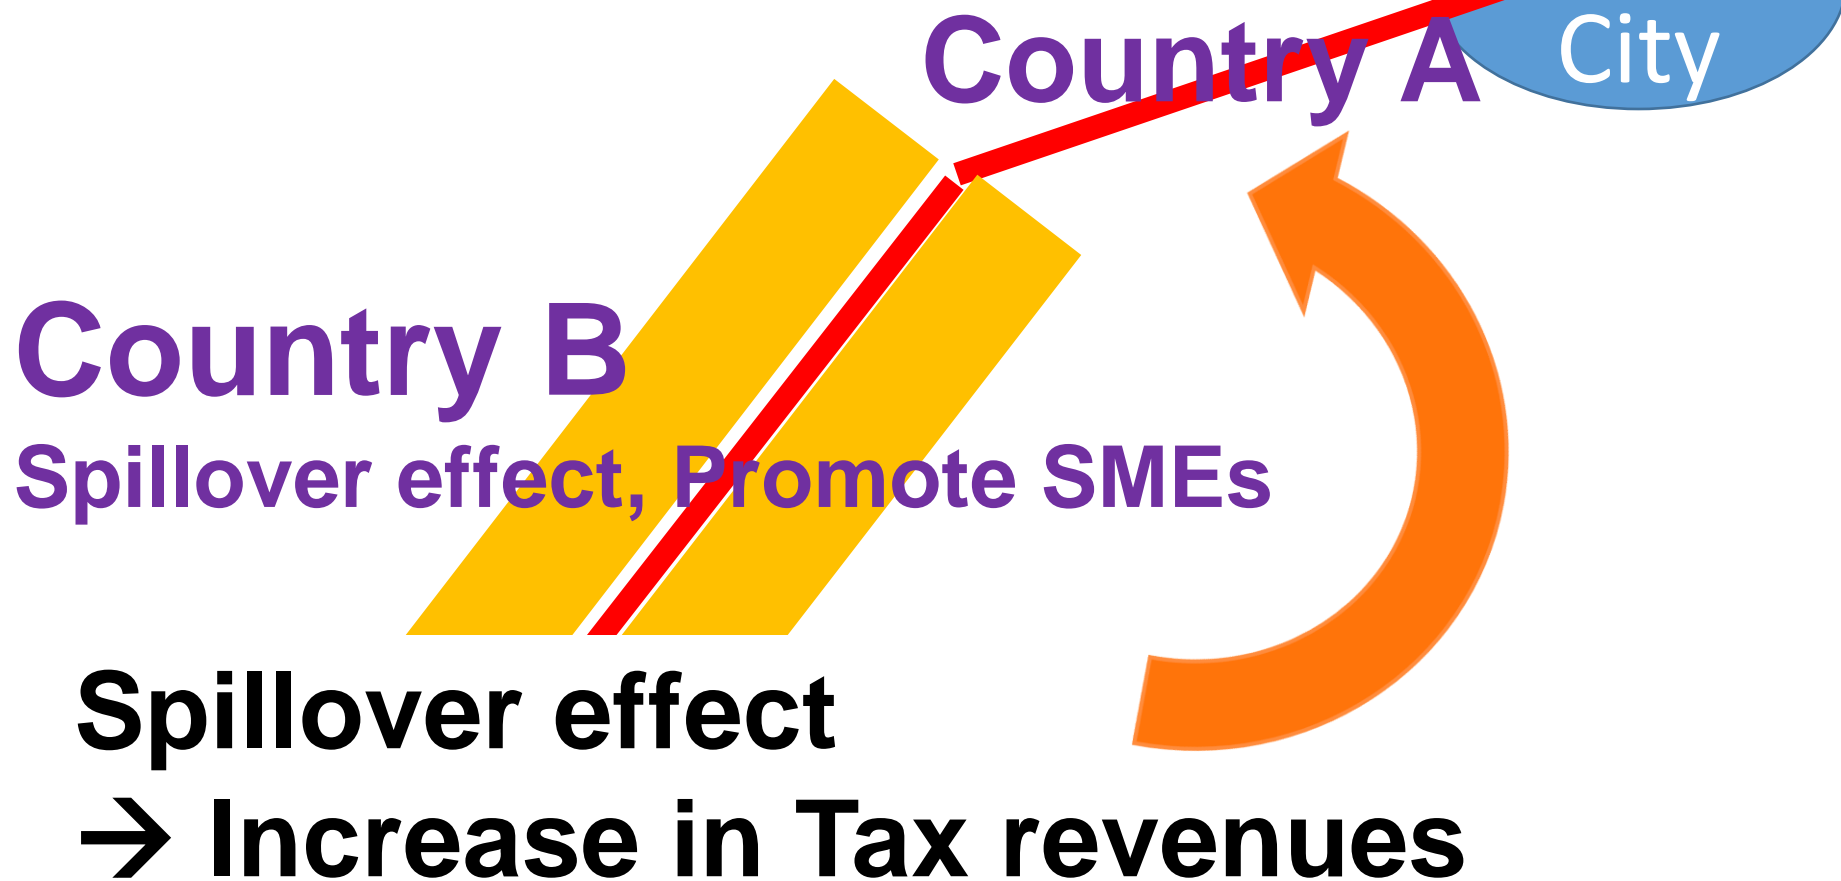 Country A
City
Country B
Spillover effect, Promote SMEs
Spillover effect
→ Increase in Tax revenues